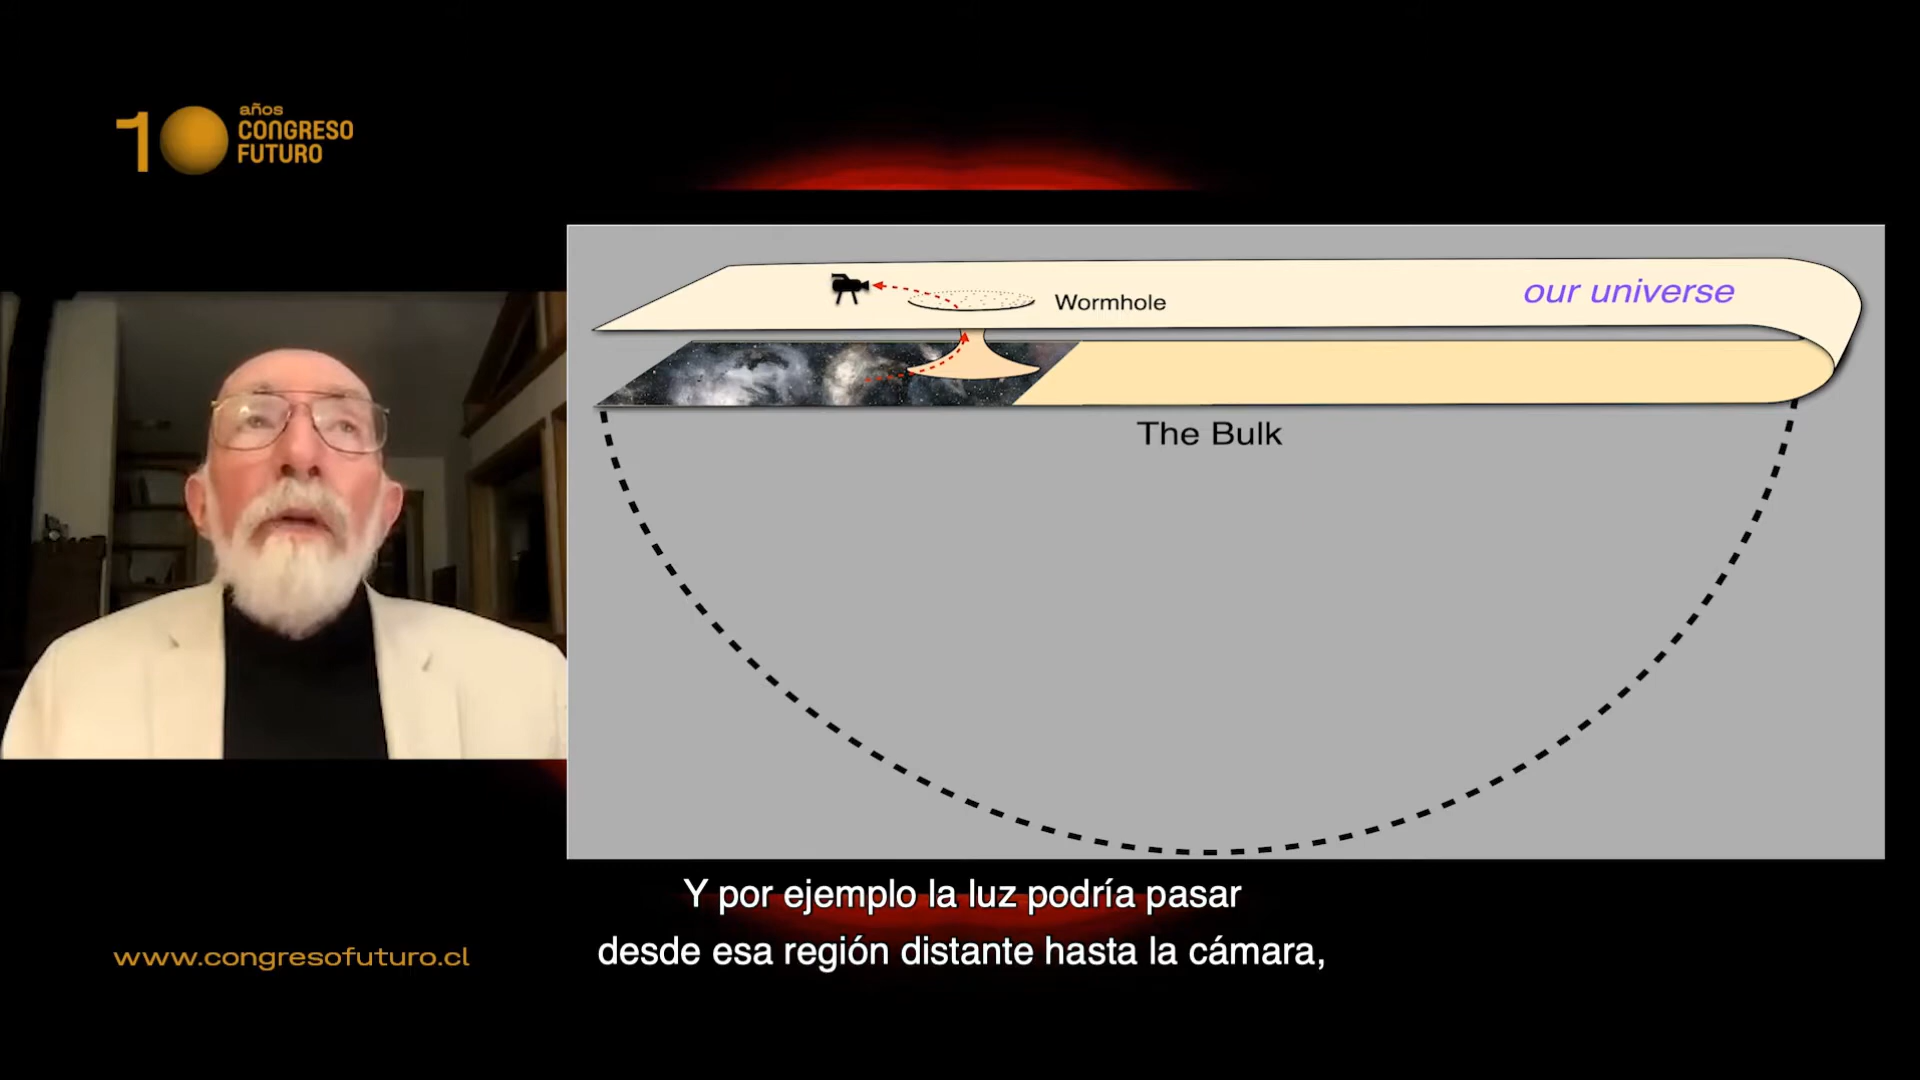 10
años
CONGRESO
FUTURO
our universe
Wormhole
The Bulk
Y por ejemplo la luz podría pasar
desde esa región distante hasta la cámara,
www.congresofuturo.cl